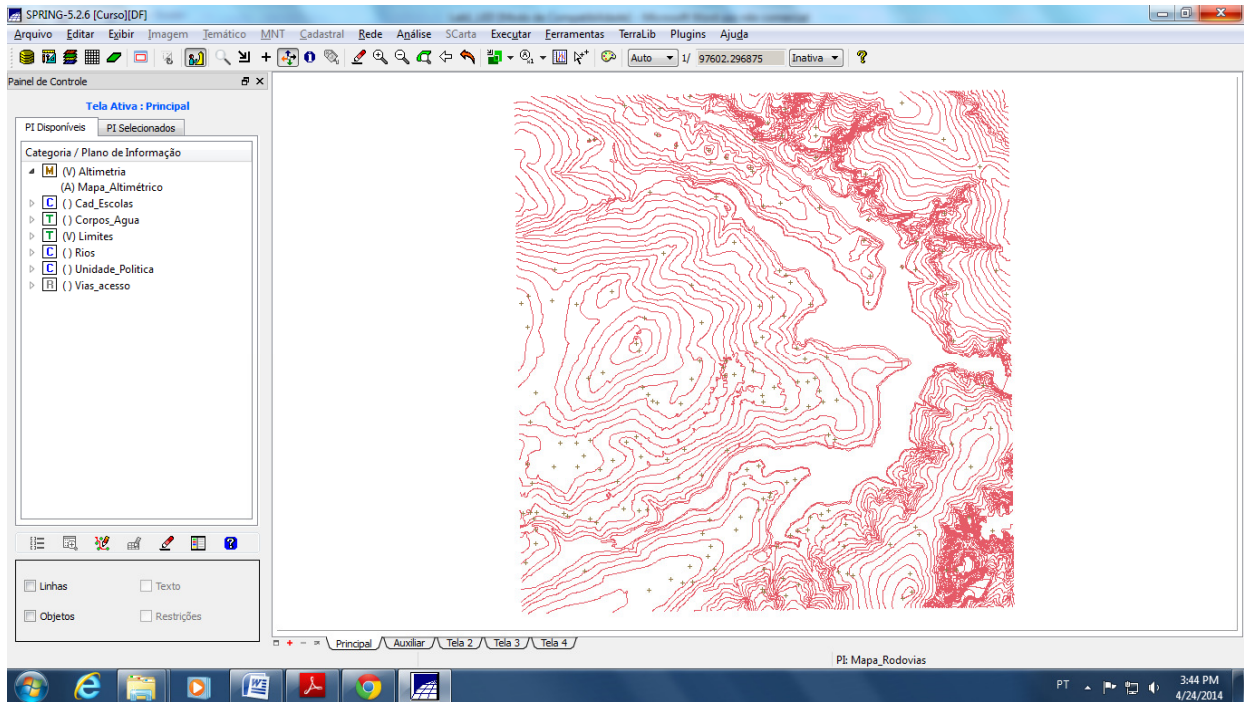 SPRING-5.2.6 [Curso][DF]
Arquivo Editar Exibir Imagem Temático MNT Cadastral Rede Análise SCarta Executar Ferramentas TerraLib Plugins Ajuda
Auto 1/ 97602.296875 Inativa
Painel de Controle
Tela Ativa : Principal
PI Disponíveis PI Selecionados
Categoria / Plano de Informação
M (V) Altimetria
(A) Mapa_Altimétrico
C ( ) Cad_Escolas
T ( ) Corpos_Agua
T (V) Limites
C ( ) Rios
C ( ) Unidade_Politica
R ( ) Vias_acesso
Linhas Texto
Objetos Restrições
Principal Auxiliar Tela 2 Tela 3 Tela 4
PI: Mapa_Rodovias
PT 3:44 PM
4/24/2014